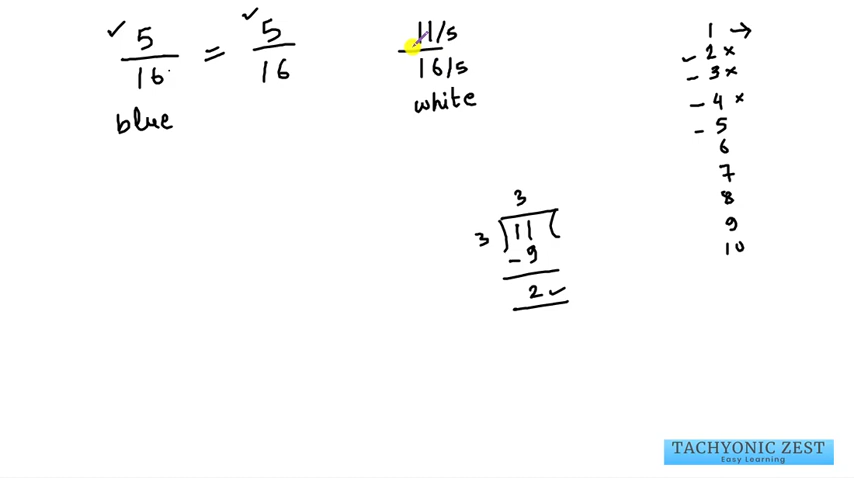 ✓ 5/16 = ✓ 5/16
blue
11/5
16/5
white
1 →
✓ 2 ×
- 3 ×
- 4 ×
- 5
6
7
8
9
10
3
3 ) 11 (
- 9
2 ✓
TACHYONIC ZEST
Easy Learning